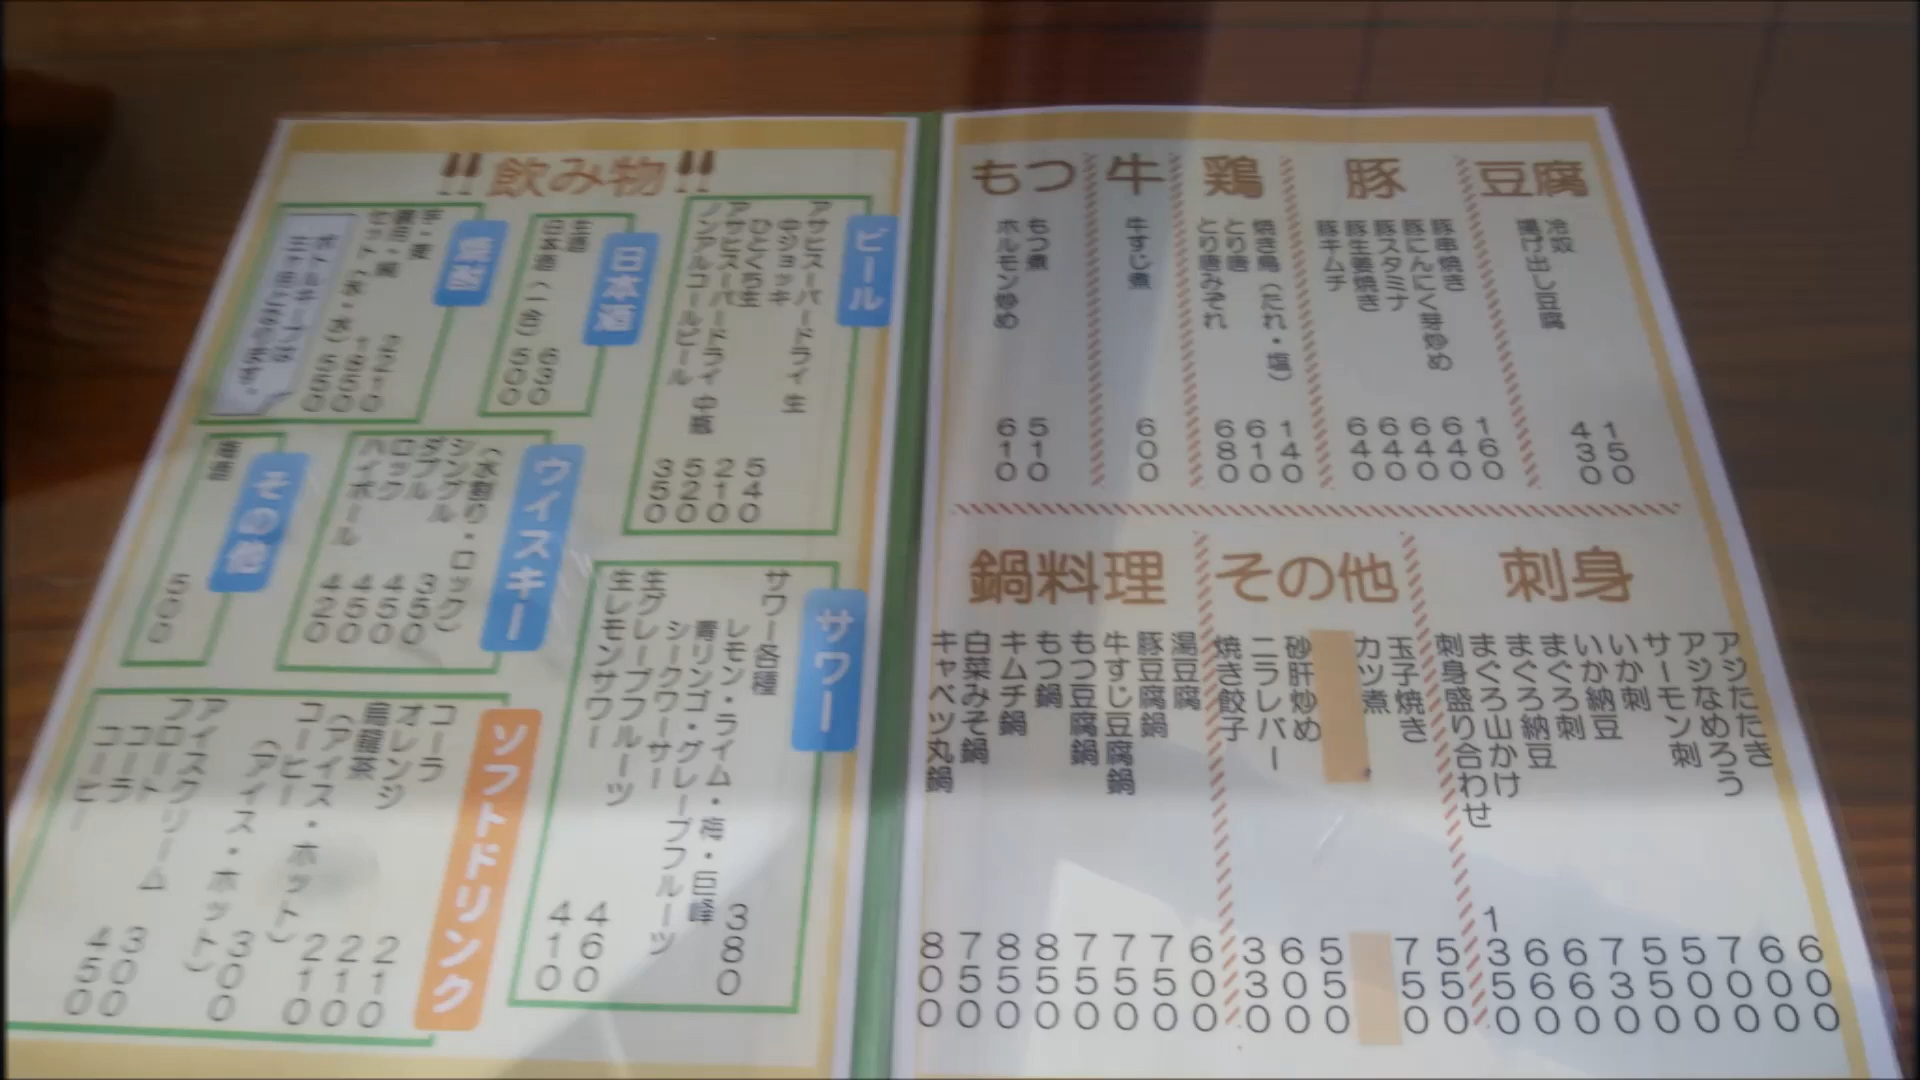 豆腐
冷奴 150
揚げ出し豆腐 430
豚
豚串焼き 160
豚にんにく芽炒め 640
豚スタミナ 640
豚生姜焼き 640
豚キムチ 640
鶏
焼き鳥（たれ・塩） 140
とり唐 610
とり唐みぞれ 680
牛
牛すじ煮 600
もつ
もつ煮 510
ホルモン炒め 610
刺身
アジたたき 600
アジなめろう 600
サーモン刺 700
いか刺 500
いか納豆 550
まぐろ刺 730
まぐろ納豆 660
まぐろ山かけ 660
刺身盛り合わせ 1350
その他
玉子焼き 550
カツ煮 750
砂肝炒め 550
ニラレバー 600
焼き餃子 330
鍋料理
湯豆腐 600
豚豆腐鍋 750
牛すじ豆腐鍋 750
もつ豆腐鍋 750
もつ鍋 850
キムチ鍋 850
白菜みそ鍋 750
キャベツ丸鍋 800
飲み物
ビール
アサヒスーパードライ 生
中ジョッキ 540
ひとくち生 210
アサヒスーパードライ 中瓶 520
ノンアルコールビール 350
日本酒
生酒 630
日本酒（一合） 500
2210
1650
550
サワー
サワー各種
レモン・ライム・梅・巨峰 380
青リンゴ・グレープフルーツ
シークワーサー
生グレープフルーツ 460
生レモンサワー 410
ウイスキー
（水割り・ロック）
シングル 350
ダブル 450
ロック 450
ハイボール 420
その他
500
ソフトドリンク
コーラ 210
オレンジ 210
烏龍茶 210
（アイス・ホット）
コーヒー 300
（アイス・ホット）
アイスクリーム 300
フロート
コーラ 450
コーヒー